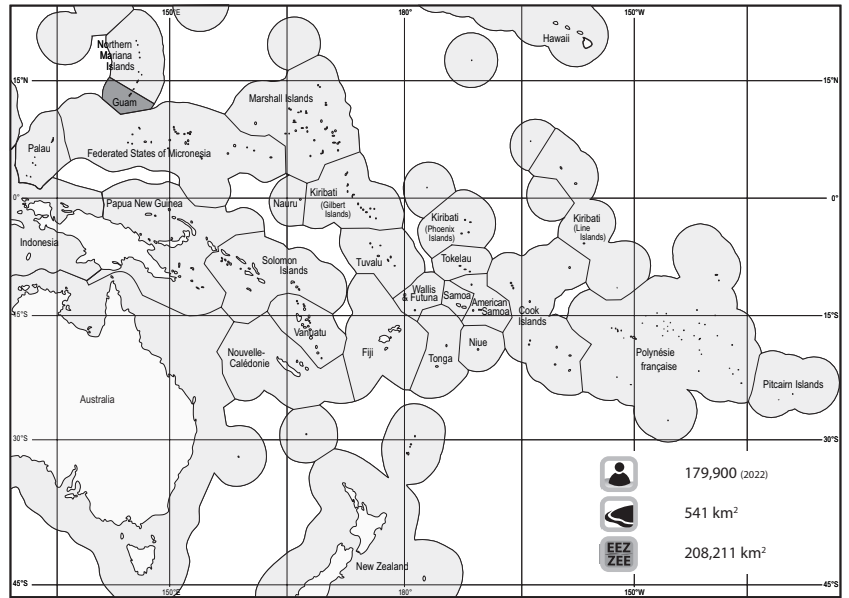 150°E
180°
150°W
Hawaii
Northern
Mariana
Islands
15°N
15°N
Guam
Marshall Islands
Palau
Federated States of Micronesia
0°
0°
Papua New Guinea
Nauru
Kiribati
(Gilbert
Islands)
Kiribati
(Phoenix
Islands)
Kiribati
(Line
Islands)
Indonesia
Solomon
Islands
Tuvalu
Tokelau
Wallis
& Futuna
Samoa
American
Samoa
Cook
Islands
15°S
15°S
Vanuatu
Nouvelle-
Calédonie
Fiji
Tonga
Niue
Polynésie
française
Pitcairn Islands
Australia
30°S
30°S
179,900 (2022)
541 km²
EEZ
ZEE
208,211 km²
New Zealand
45°S
45°S
150°E
180°
150°W